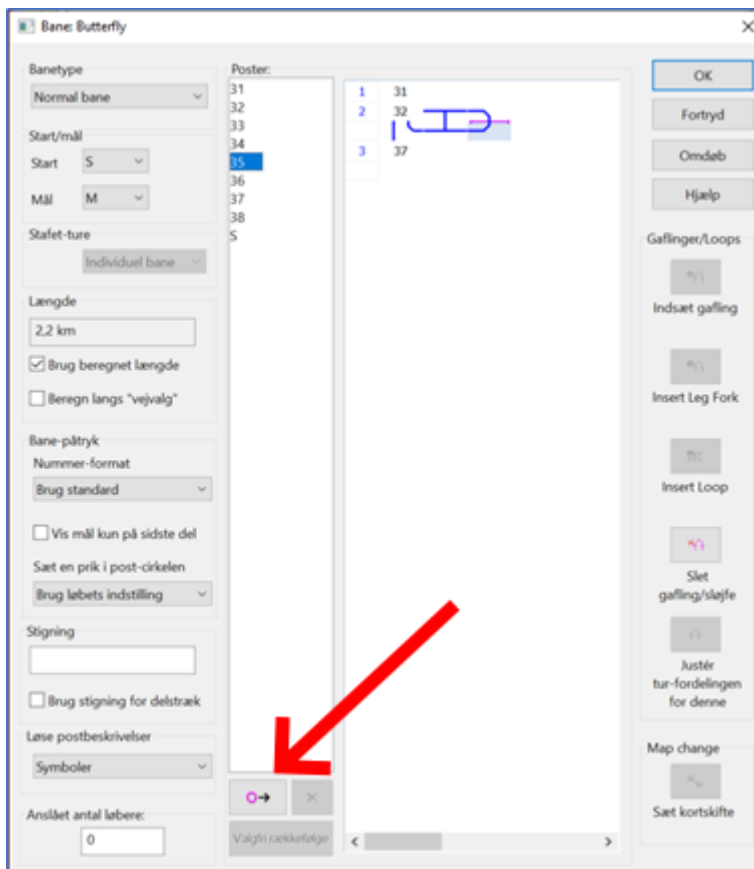 Bane: Butterfly
Banetype
Normal bane
Start/mål
Start S
Mål M
Stafet-ture
Individuel bane
Længde
2,2 km
Brug beregnet længde
Beregn langs "vejvalg"
Bane-påtryk
Nummer-format
Brug standard
Vis mål kun på sidste del
Sæt en prik i post-cirkelen
Brug løbets indstilling
Stigning
Brug stigning for delstræk
Løse postbeskrivelser
Symboler
Anslået antal løbere:
0
Poster:
31
32
33
34
35
36
37
38
S
Valgfri rækkefølge
1 31
2 32
3 37
OK
Fortryd
Omdøb
Hjælp
Gaflinger/Loops
Indsæt gafling
Insert Leg Fork
Insert Loop
Slet
gafling/sløjfe
Justér
tur-fordelingen
for denne
Map change
Sæt kortskifte